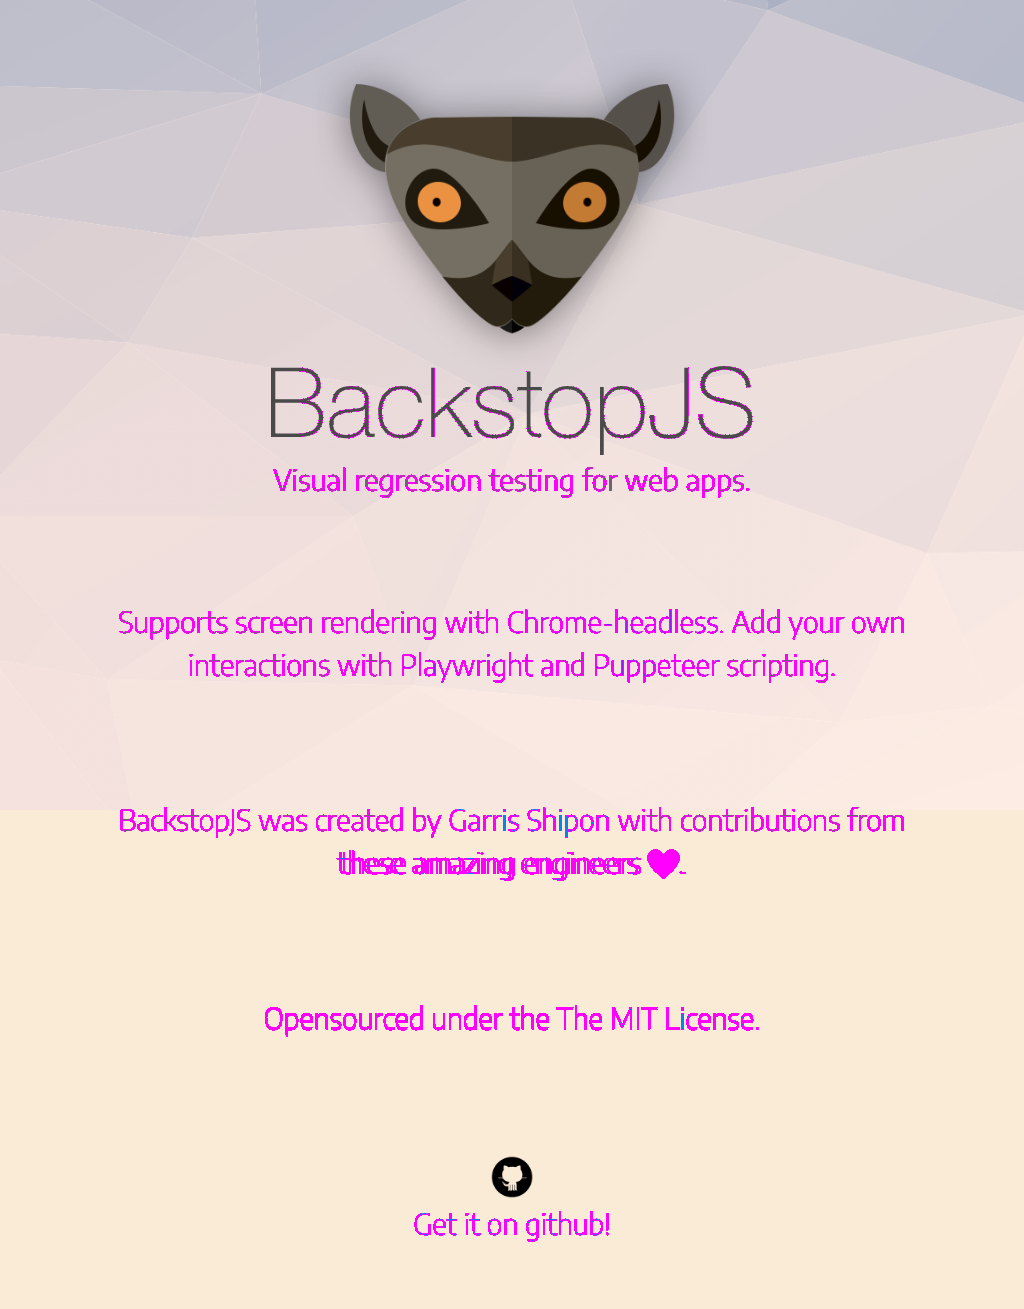 BackstopJS
Visual regression testing for web apps.
Supports screen rendering with Chrome-headless. Add your own
interactions with Playwright and Puppeteer scripting.
BackstopJS was created by Garris Shipon with contributions from
these amazing engineers ♥.
Opensourced under the The MIT License.
Get it on github!